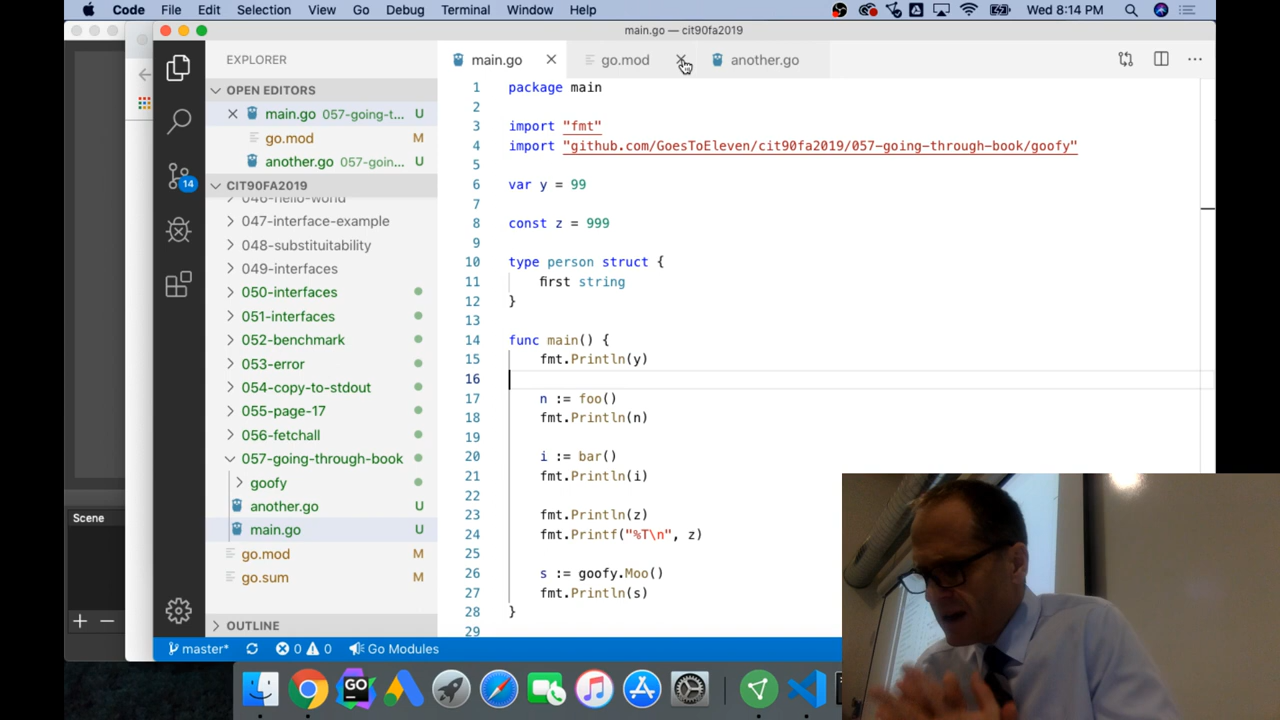 Code File Edit Selection View Go Debug Terminal Window Help Wed 8:14 PM
main.go — cit90fa2019
EXPLORER
OPEN EDITORS
main.go 057-going-t... U
go.mod M
another.go 057-goin... U
CIT90FA2019
046-hello-world
047-interface-example
048-substituitability
049-interfaces
050-interfaces
051-interfaces
052-benchmark
053-error
054-copy-to-stdout
055-page-17
056-fetchall
057-going-through-book
goofy
another.go U
main.go U
go.mod M
go.sum M
OUTLINE
14
main.go go.mod another.go
1 package main
2
3 import "fmt"
4 import "github.com/GoesToEleven/cit90fa2019/057-going-through-book/goofy"
5
6 var y = 99
7
8 const z = 999
9
10 type person struct {
11 first string
12 }
13
14 func main() {
15 fmt.Println(y)
16
17 n := foo()
18 fmt.Println(n)
19
20 i := bar()
21 fmt.Println(i)
22
23 fmt.Println(z)
24 fmt.Printf("%T\n", z)
25
26 s := goofy.Moo()
27 fmt.Println(s)
28 }
29
Scene
master* 0 0 Go Modules
GO